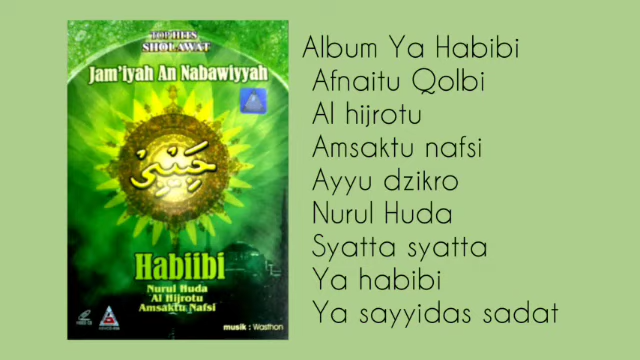 TOP HITS
SHOLAWAT
Jam'iyah An Nabawiyyah
حَبِيْبِيْ
Habiibi
Nurul Huda
Al Hijrotu
Amsaktu Nafsi
musik : Wasthon
Album Ya Habibi
Afnaitu Qolbi
Al hijrotu
Amsaktu nafsi
Ayyu dzikro
Nurul Huda
Syatta syatta
Ya habibi
Ya sayyidas sadat